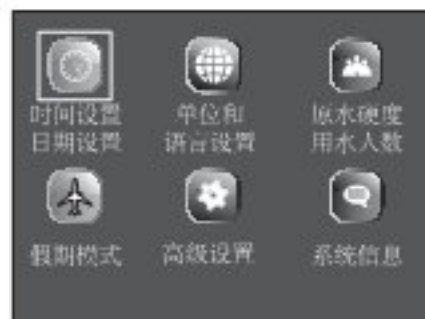 时间设置 单位和 原水硬度
日期设置 语言设置 用水人数
假期模式 高级设置 系统信息